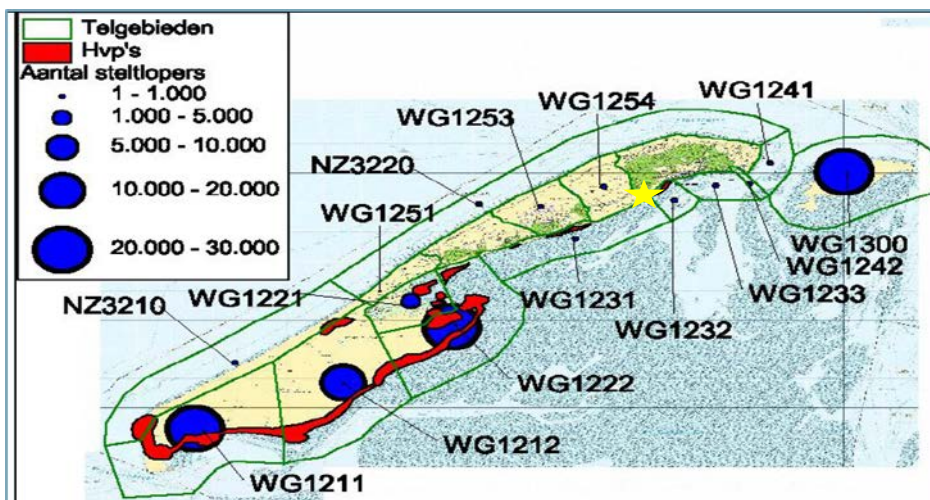 Telgebieden
Hvp's
Aantal steltlopers
1 - 1.000
1.000 - 5.000
5.000 - 10.000
10.000 - 20.000
20.000 - 30.000
WG1241
WG1254
WG1253
NZ3220
WG1251
WG1221
NZ3210
WG1300
WG1242
WG1233
WG1231
WG1232
WG1222
WG1212
WG1211